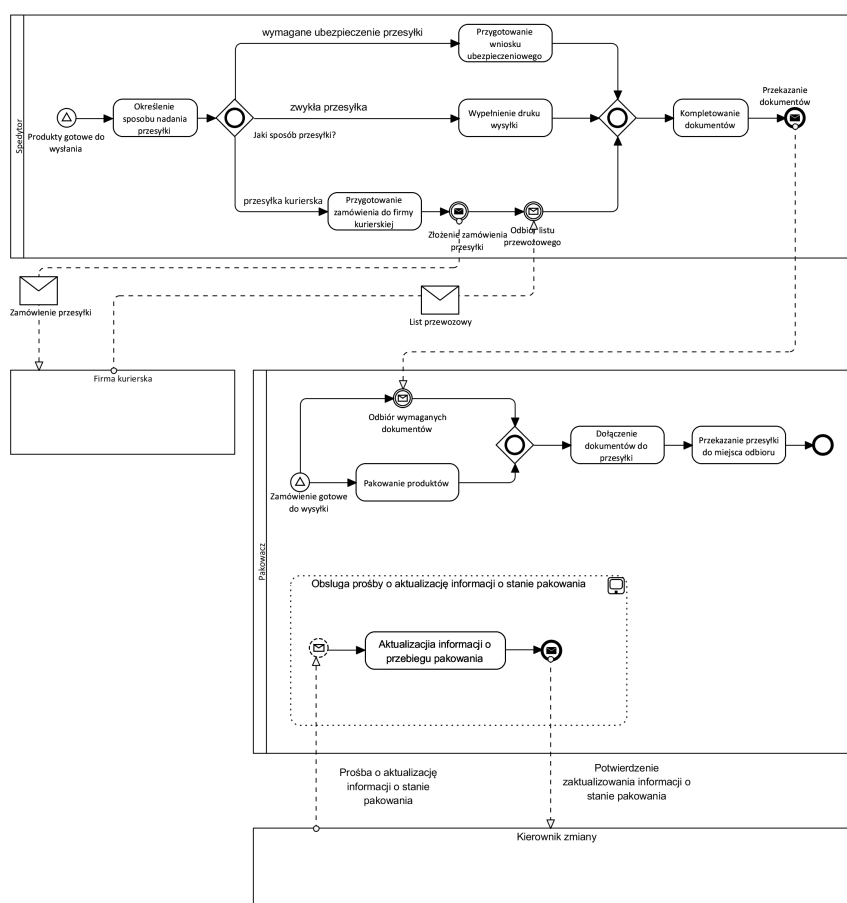 wymagane ubezpieczenie przesyłki
Przygotowanie
wniosku
ubezpieczeniowego
Spedytor
Produkty gotowe do
wysłania
Określenie
sposobu nadania
przesyłki
zwykła przesyłka
Jaki sposób przesyłki?
Wypełnienie druku
wysyłki
Kompletowanie
dokumentów
Przekazanie
dokumentów
przesyłka kurierska
Przygotowanie
zamówienia do firmy
kurierskiej
Złożenie zamówienia
przesyłki
Odbiór listu
przewozowego
Zamówienie przesyłki
List przewozowy
Firma kurierska
Pakowacz
Odbiór wymaganych
dokumentów
Zamówienie gotowe
do wysyłki
Pakowanie produktów
Dołączenie
dokumentów do
przesyłki
Przekazanie przesyłki
do miejsca odbioru
Obsluga prośby o aktualizację informacji o stanie pakowania
Aktualizacjia informacji o
przebiegu pakowania
Prośba o aktualizację
informacji o stanie
pakowania
Potwierdzenie
zaktualizowania informacji o
stanie pakowania
Kierownik zmiany